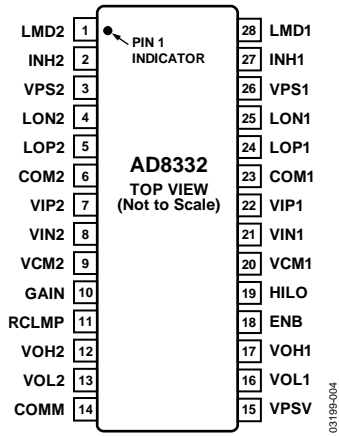 LMD2 1 28 LMD1
PIN 1
INDICATOR
INH2 2 27 INH1
VPS2 3 26 VPS1
LON2 4 25 LON1
LOP2 5 24 LOP1
COM2 6 23 COM1
AD8332
TOP VIEW
(Not to Scale)
VIP2 7 22 VIP1
VIN2 8 21 VIN1
VCM2 9 20 VCM1
GAIN 10 19 HILO
RCLMP 11 18 ENB
VOH2 12 17 VOH1
VOL2 13 16 VOL1
COMM 14 15 VPSV
03199-004